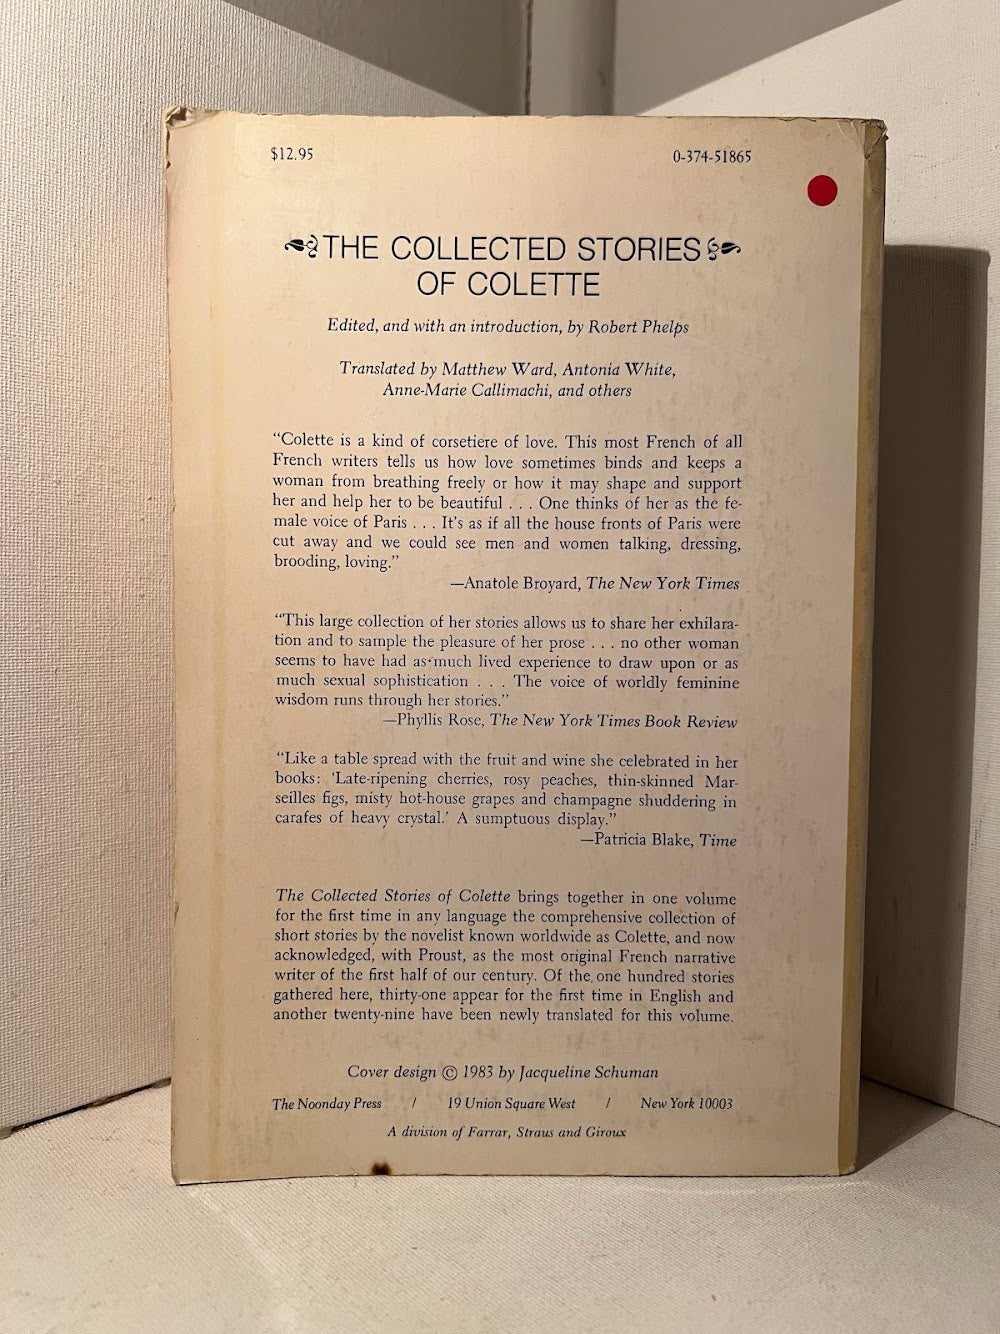 $12.95
0-374-51865
THE COLLECTED STORIES
OF COLETTE
Edited, and with an introduction, by Robert Phelps
Translated by Matthew Ward, Antonia White,
Anne-Marie Callimachi, and others
“Colette is a kind of corsetiere of love. This most French of all
French writers tells us how love sometimes binds and keeps a
woman from breathing freely or how it may shape and support
her and help her to be beautiful . . . One thinks of her as the fe-
male voice of Paris . . . It’s as if all the house fronts of Paris were
cut away and we could see men and women talking, dressing,
brooding, loving.”
—Anatole Broyard, The New York Times
“This large collection of her stories allows us to share her exhilara-
tion and to sample the pleasure of her prose . . . no other woman
seems to have had as much lived experience to draw upon or as
much sexual sophistication . . . The voice of worldly feminine
wisdom runs through her stories.”
—Phyllis Rose, The New York Times Book Review
“Like a table spread with the fruit and wine she celebrated in her
books: ‘Late-ripening cherries, rosy peaches, thin-skinned Mar-
seilles figs, misty hot-house grapes and champagne shuddering in
carafes of heavy crystal.’ A sumptuous display.”
—Patricia Blake, Time
The Collected Stories of Colette brings together in one volume
for the first time in any language the comprehensive collection of
short stories by the novelist known worldwide as Colette, and now
acknowledged, with Proust, as the most original French narrative
writer of the first half of our century. Of the one hundred stories
gathered here, thirty-one appear for the first time in English and
another twenty-nine have been newly translated for this volume.
Cover design © 1983 by Jacqueline Schuman
The Noonday Press / 19 Union Square West / New York 10003
A division of Farrar, Straus and Giroux